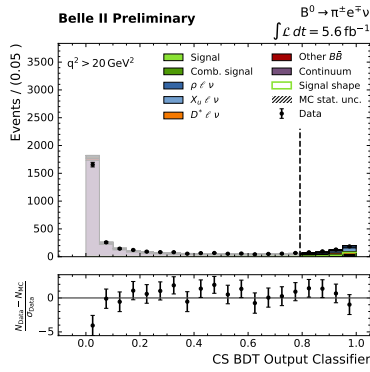 Belle II Preliminary
B⁰ → π±e∓ν
∫ℒ dt = 5.6 fb⁻¹
q² > 20 GeV²
Signal
Comb. signal
ρ ℓ ν
X_u ℓ ν
D* ℓ ν
Other BB̄
Continuum
Signal shape
MC stat. unc.
Data
Events / (0.05 )
3500
3000
2500
2000
1500
1000
500
0
N_Data − N_MC
σ_Data
0
−5
0.0 0.2 0.4 0.6 0.8 1.0
CS BDT Output Classifier